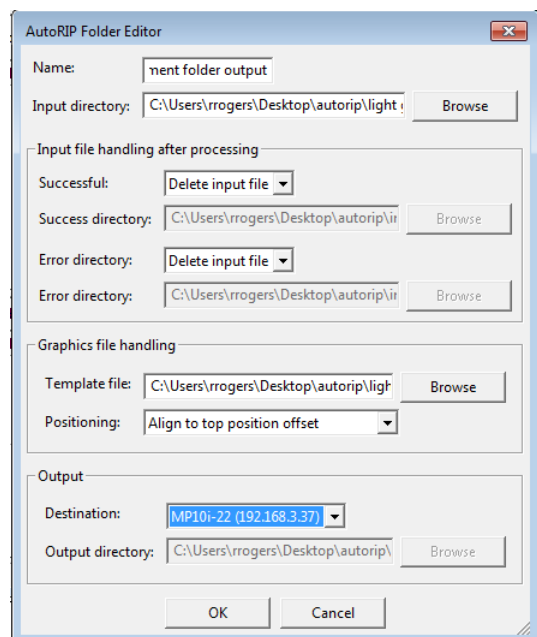 AutoRIP Folder Editor
Name: ment folder output
Input directory: C:\Users\rrogers\Desktop\autorip\light Browse
Input file handling after processing
Successful: Delete input file
Success directory: C:\Users\rrogers\Desktop\autorip\ir Browse
Error directory: Delete input file
Error directory: C:\Users\rrogers\Desktop\autorip\ir Browse
Graphics file handling
Template file: C:\Users\rrogers\Desktop\autorip\ligh Browse
Positioning: Align to top position offset
Output
Destination: MP10i-22 (192.168.3.37)
Output directory: C:\Users\rrogers\Desktop\autorip\ Browse
OK Cancel